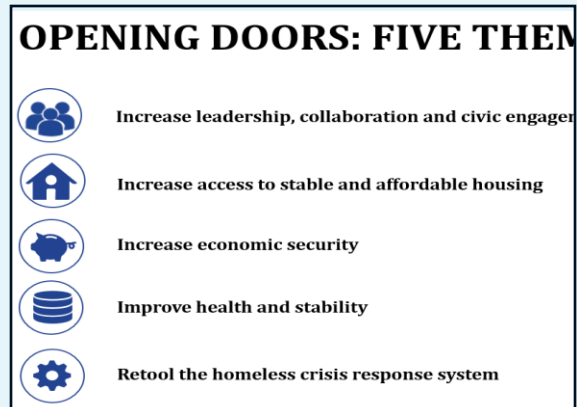 OPENING DOORS: FIVE THEM
Increase leadership, collaboration and civic engager
Increase access to stable and affordable housing
Increase economic security
Improve health and stability
Retool the homeless crisis response system